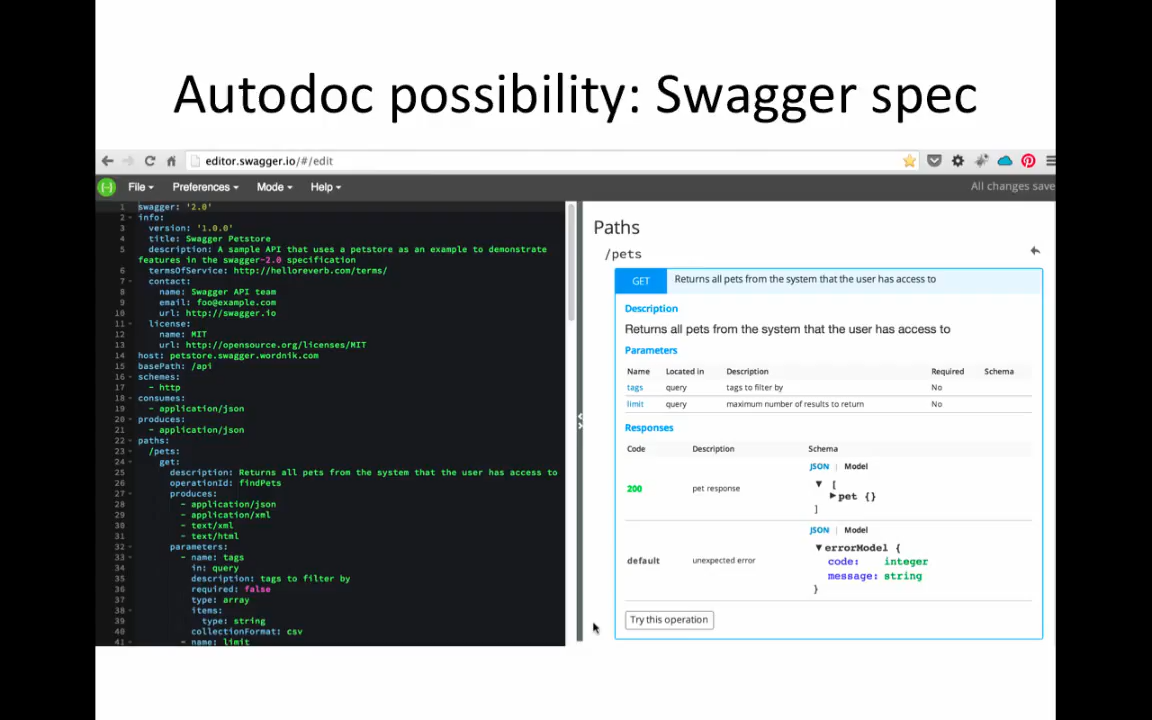 Autodoc possibility: Swagger spec
editor.swagger.io/#/edit
File Preferences Mode Help All changes save
1 swagger: '2.0'
2 info:
3 version: '1.0.0'
4 title: Swagger Petstore
5 description: A sample API that uses a petstore as an example to demonstrate
features in the swagger-2.0 specification
6 termsOfService: http://helloreverb.com/terms/
7 contact:
8 name: Swagger API team
9 email: foo@example.com
10 url: http://swagger.io
11 license:
12 name: MIT
13 url: http://opensource.org/licenses/MIT
14 host: petstore.swagger.wordnik.com
15 basePath: /api
16 schemes:
17 - http
18 consumes:
19 - application/json
20 produces:
21 - application/json
22 paths:
23 /pets:
24 get:
25 description: Returns all pets from the system that the user has access to
26 operationId: findPets
27 produces:
28 - application/json
29 - application/xml
30 - text/xml
31 - text/html
32 parameters:
33 - name: tags
34 in: query
35 description: tags to filter by
36 required: false
37 type: array
38 items:
39 type: string
40 collectionFormat: csv
41 - name: limit
Paths
/pets
GET Returns all pets from the system that the user has access to
Description
Returns all pets from the system that the user has access to
Parameters
Name Located in Description Required Schema
tags query tags to filter by No
limit query maximum number of results to return No
Responses
Code Description Schema
JSON | Model
200 pet response
[
pet {}
]
JSON | Model
default unexpected error
errorModel {
code: integer
message: string
}
Try this operation